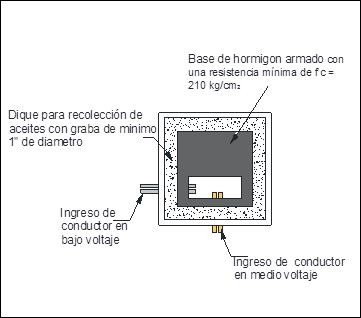 Base de hormigon armado con
una resistencia mínima de f'c =
210 kg/cm²
Dique para recolección de
aceites con graba de minimo
1" de diametro
Ingreso de
conductor en
bajo voltaje
Ingreso de conductor
en medio voltaje